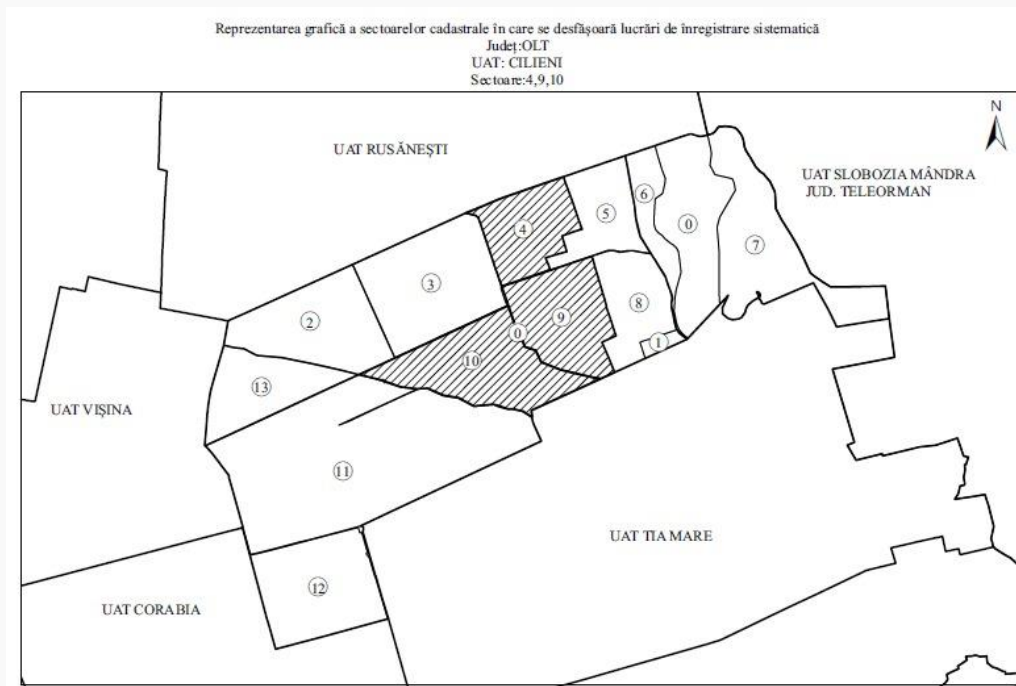 Reprezentarea grafică a sectoarelor cadastrale în care se desfășoară lucrări de înregistrare sistematică
Județ:OLT
UAT: CILIENI
Sectoare:4,9,10
N
UAT RUSĂNEȘTI
UAT SLOBOZIA MÂNDRA
JUD. TELEORMAN
6
5
4
0
7
3
8
2
9
0
1
10
13
UAT VIȘINA
11
UAT TIA MARE
12
UAT CORABIA